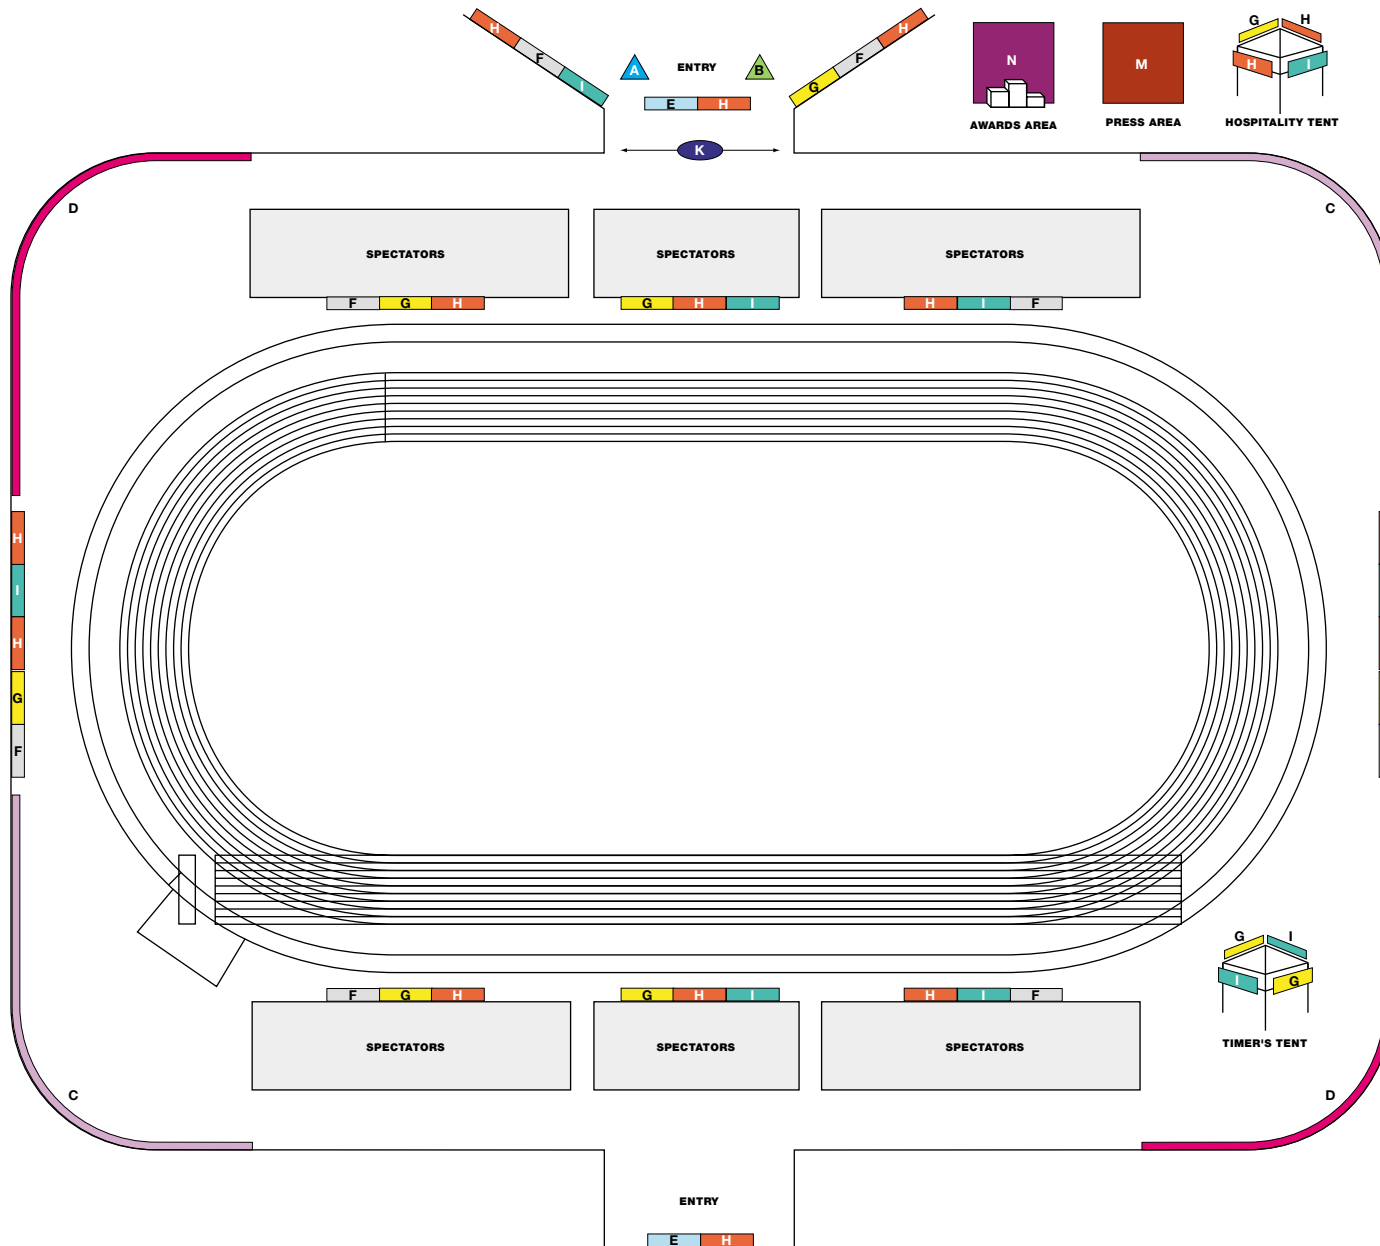 H F I
A ENTRY B
E H
G F H
K
N
AWARDS AREA
M
PRESS AREA
G H
H I
HOSPITALITY TENT
D
C
SPECTATORS
SPECTATORS
SPECTATORS
F G H
G H I
H I F
H
I
H
G
F
G I
I G
TIMER'S TENT
F G H
G H I
H I F
SPECTATORS
SPECTATORS
SPECTATORS
C
D
ENTRY
E H